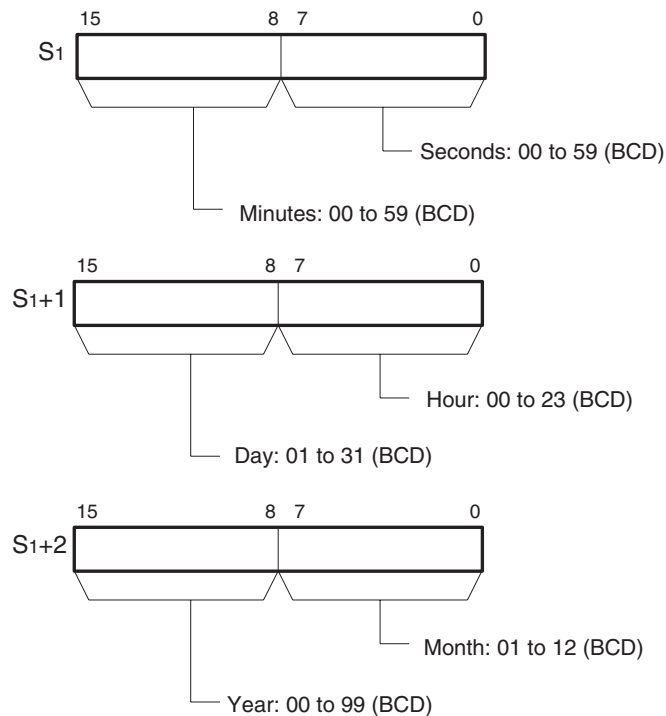 15 8 7 0
S1
Seconds: 00 to 59 (BCD)
Minutes: 00 to 59 (BCD)
15 8 7 0
S1+1
Hour: 00 to 23 (BCD)
Day: 01 to 31 (BCD)
15 8 7 0
S1+2
Month: 01 to 12 (BCD)
Year: 00 to 99 (BCD)